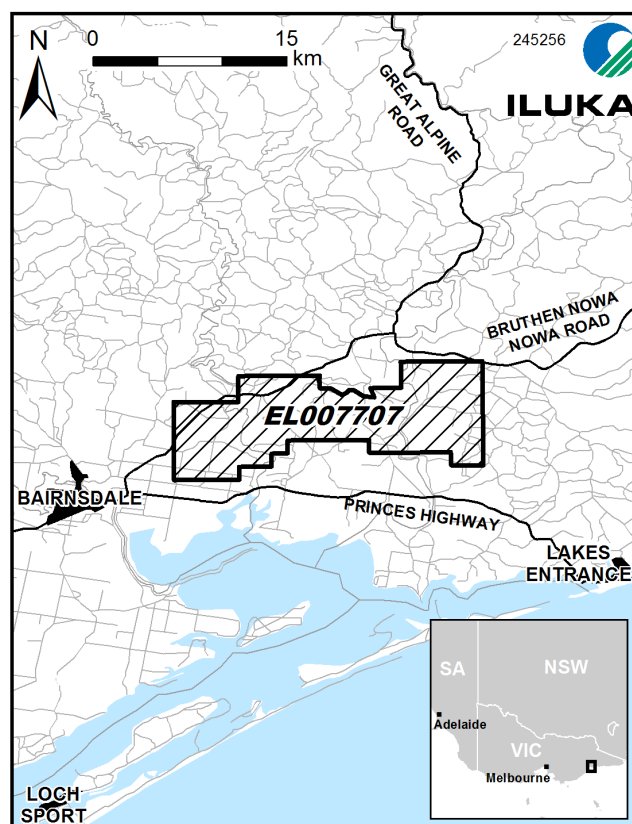 N
0 15
km
245256
ILUKA
GREAT ALPINE
ROAD
BRUTHEN NOWA
NOWA ROAD
EL007707
BAIRNSDALE
PRINCES HIGHWAY
LAKES
ENTRANCE
SA
NSW
Adelaide
VIC
Melbourne
LOCH
SPORT